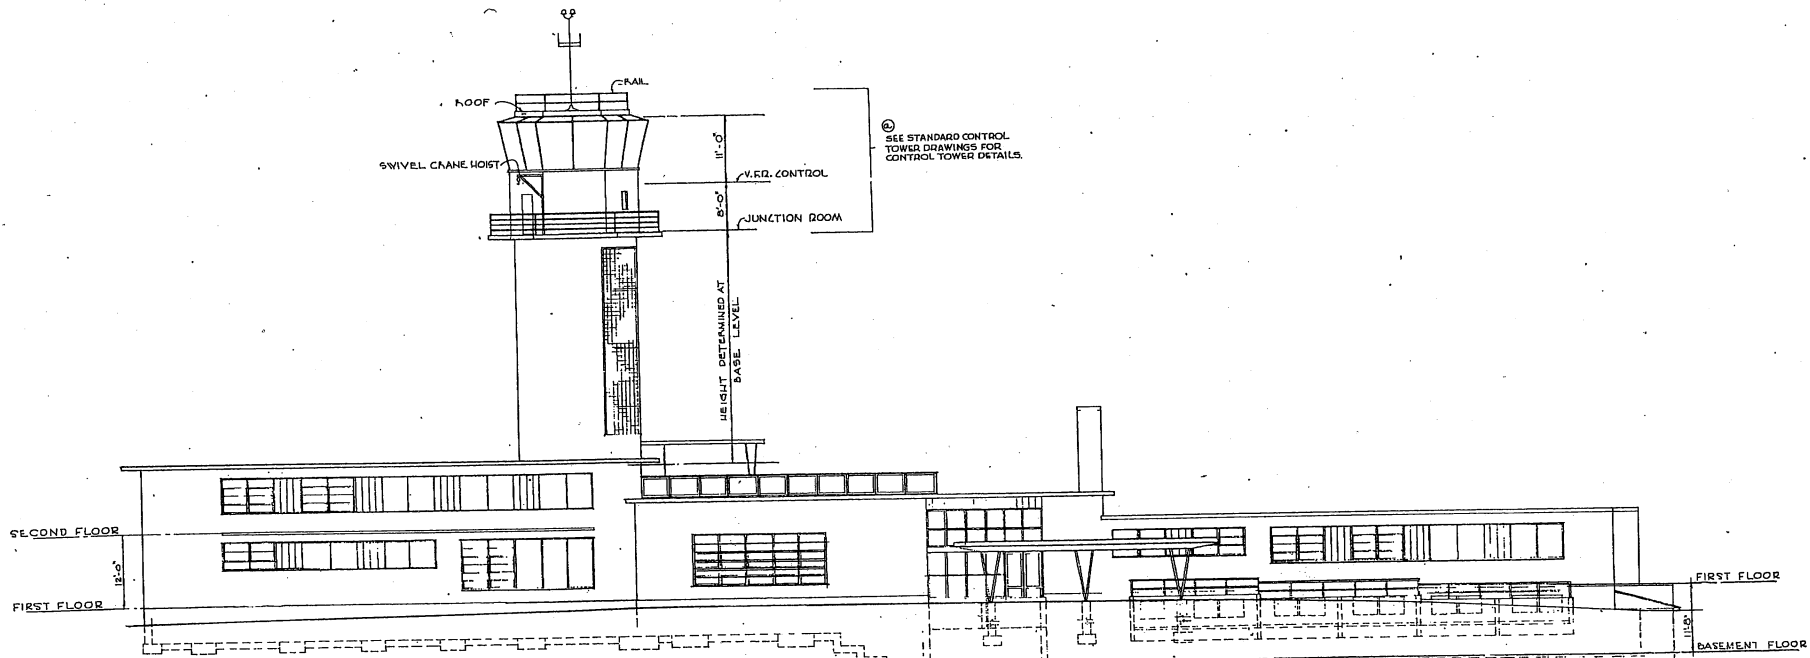 RAIL
ROOF
11'-0"
@
SEE STANDARD CONTROL
TOWER DRAWINGS FOR
CONTROL TOWER DETAILS.
SWIVEL CRANE HOIST
V.F.R. CONTROL
8'-0"
JUNCTION ROOM
HEIGHT DETERMINED AT
BASE LEVEL
SECOND FLOOR
12'-0"
FIRST FLOOR
FIRST FLOOR
11'-8"
BASEMENT FLOOR